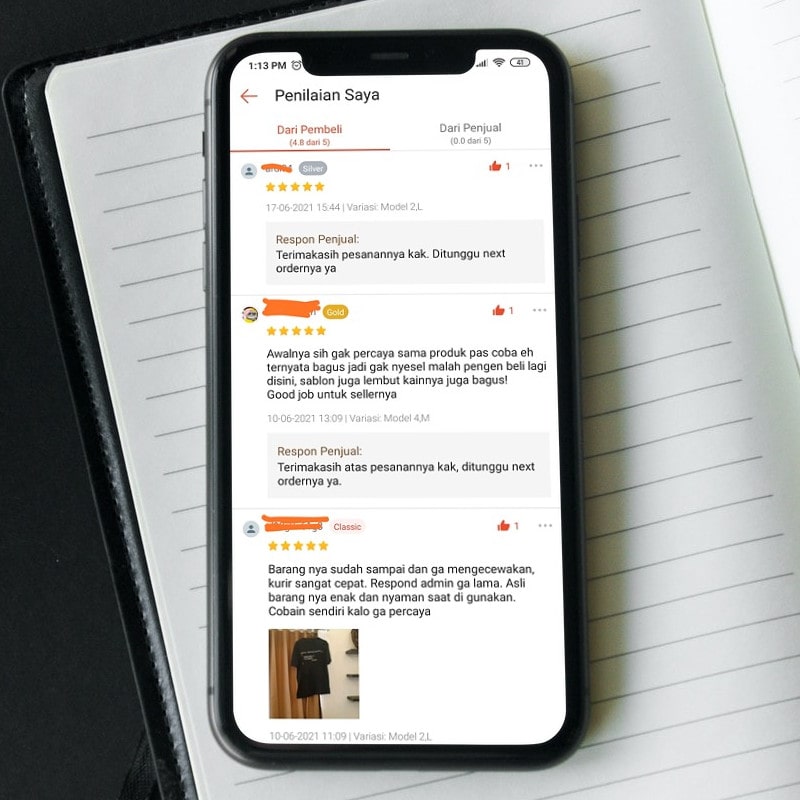 1:13 PM
41
Penilaian Saya
Dari Pembeli
(4.8 dari 5)
Dari Penjual
(0.0 dari 5)
Silver
1
17-06-2021 15:44 | Variasi: Model 2,L
Respon Penjual:
Terimakasih pesanannya kak. Ditunggu next
ordernya ya
Gold
1
Awalnya sih gak percaya sama produk pas coba eh
ternyata bagus jadi gak nyesel malah pengen beli lagi
disini, sablon juga lembut kainnya juga bagus!
Good job untuk sellernya
10-06-2021 13:09 | Variasi: Model 4,M
Respon Penjual:
Terimakasih atas pesanannya kak, ditunggu next
ordernya ya.
Classic
1
Barang nya sudah sampai dan ga mengecewakan,
kurir sangat cepat. Respond admin ga lama. Asli
barang nya enak dan nyaman saat di gunakan.
Cobain sendiri kalo ga percaya
10-06-2021 11:09 | Variasi: Model 2,L